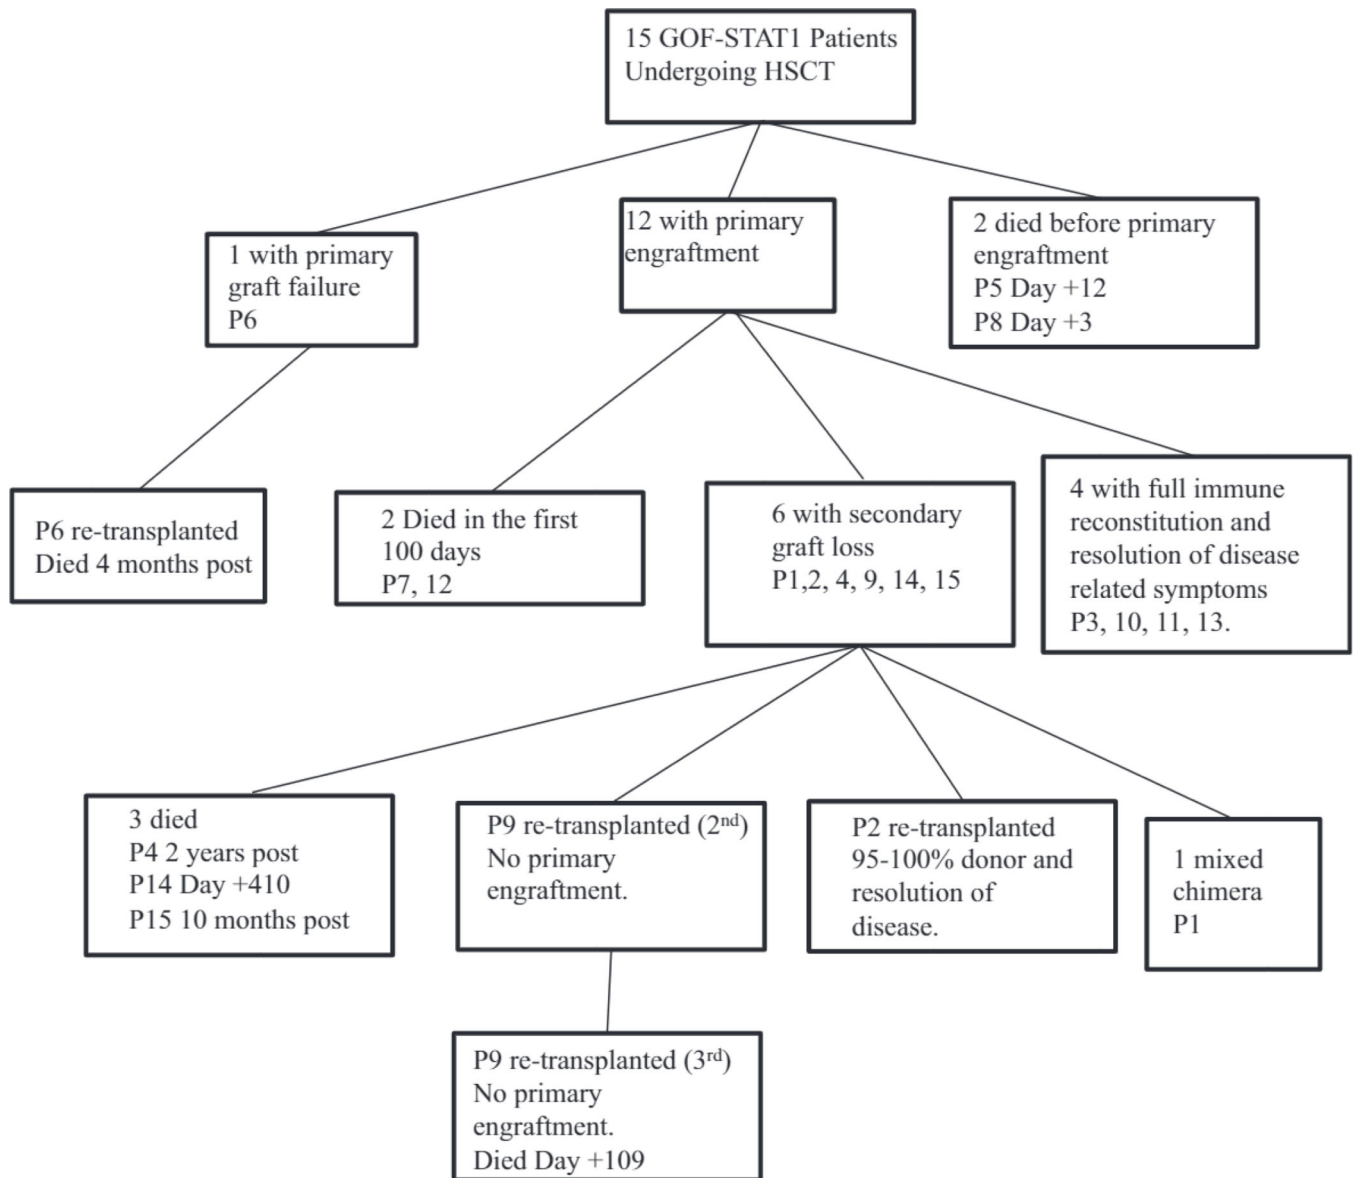 15 GOF-STAT1 Patients
Undergoing HSCT
1 with primary
graft failure
P6
12 with primary
engraftment
2 died before primary
engraftment
P5 Day +12
P8 Day +3
P6 re-transplanted
Died 4 months post
2 Died in the first
100 days
P7, 12
6 with secondary
graft loss
P1,2, 4, 9, 14, 15
4 with full immune
reconstitution and
resolution of disease
related symptoms
P3, 10, 11, 13.
3 died
P4 2 years post
P14 Day +410
P15 10 months post
P9 re-transplanted (2nd)
No primary
engraftment.
P2 re-transplanted
95-100% donor and
resolution of
disease.
1 mixed
chimera
P1
P9 re-transplanted (3rd)
No primary
engraftment.
Died Day +109